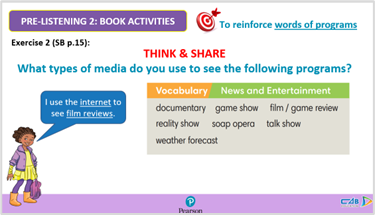 PRE-LISTENING 2: BOOK ACTIVITIES
To reinforce words of programs
Exercise 2 (SB p.15):
THINK & SHARE
What types of media do you use to see the following programs?
I use the internet to
see film reviews.
Vocabulary News and Entertainment
documentary game show film / game review
reality show soap opera talk show
weather forecast
Pearson